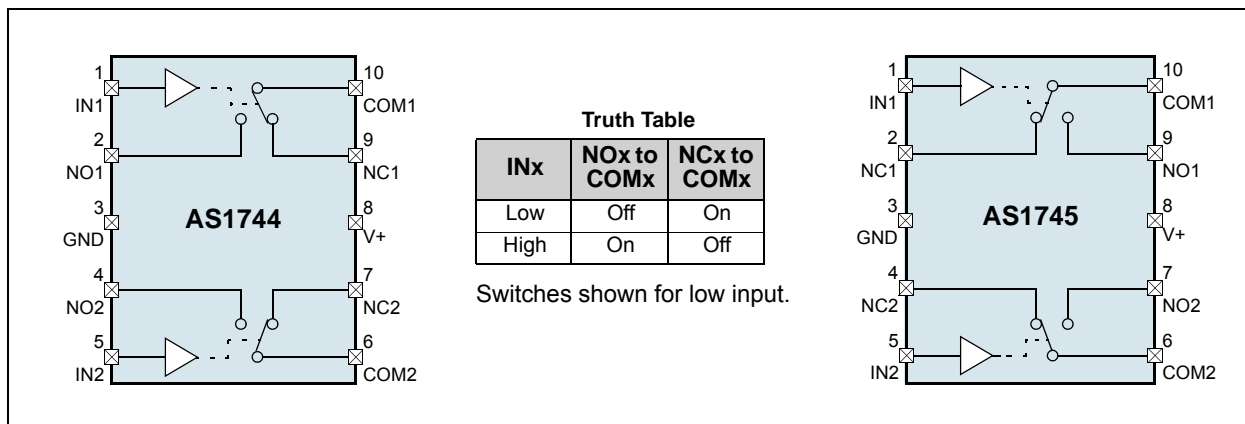 1
IN1
2
NO1
3
GND
4
NO2
5
IN2
AS1744
10
COM1
9
NC1
8
V+
7
NC2
6
COM2
Truth Table
INx NOx to COMx NCx to COMx
Low Off On
High On Off
Switches shown for low input.
1
IN1
2
NC1
3
GND
4
NC2
5
IN2
AS1745
10
COM1
9
NO1
8
V+
7
NO2
6
COM2